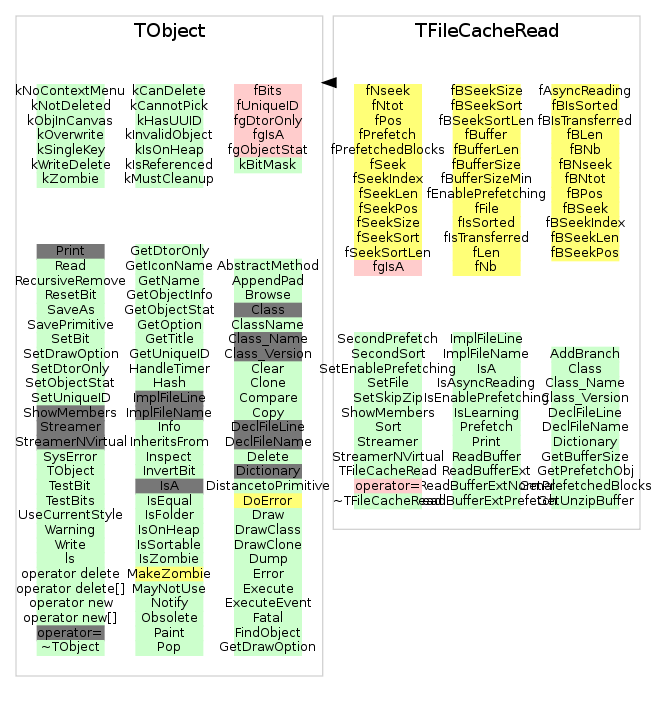 TObject
kNoContextMenu
kNotDeleted
kObjInCanvas
kOverwrite
kSingleKey
kWriteDelete
kZombie
kCanDelete
kCannotPick
kHasUUID
kInvalidObject
kIsOnHeap
kIsReferenced
kMustCleanup
fBits
fUniqueID
fgDtorOnly
fgIsA
fgObjectStat
kBitMask
Print
Read
RecursiveRemove
ResetBit
SaveAs
SavePrimitive
SetBit
SetDrawOption
SetDtorOnly
SetObjectStat
SetUniqueID
ShowMembers
Streamer
StreamerNVirtual
SysError
TObject
TestBit
TestBits
UseCurrentStyle
Warning
Write
ls
operator delete
operator delete[]
operator new
operator new[]
operator=
~TObject
GetDtorOnly
GetIconName
GetName
GetObjectInfo
GetObjectStat
GetOption
GetTitle
GetUniqueID
HandleTimer
Hash
ImplFileLine
ImplFileName
Info
InheritsFrom
Inspect
InvertBit
IsA
IsEqual
IsFolder
IsOnHeap
IsSortable
IsZombie
MakeZombie
MayNotUse
Notify
Obsolete
Paint
Pop
AbstractMethod
AppendPad
Browse
Class
ClassName
Class_Name
Class_Version
Clear
Clone
Compare
Copy
DeclFileLine
DeclFileName
Delete
Dictionary
DistancetoPrimitive
DoError
Draw
DrawClass
DrawClone
Dump
Error
Execute
ExecuteEvent
Fatal
FindObject
GetDrawOption
TFileCacheRead
fNseek
fNtot
fPos
fPrefetch
fPrefetchedBlocks
fSeek
fSeekIndex
fSeekLen
fSeekPos
fSeekSize
fSeekSort
fSeekSortLen
fgIsA
fBSeekSize
fBSeekSort
fBSeekSortLen
fBuffer
fBufferLen
fBufferSize
fBufferSizeMin
fEnablePrefetching
fFile
fIsSorted
fIsTransferred
fLen
fNb
fAsyncReading
fBIsSorted
fBIsTransferred
fBLen
fBNb
fBNseek
fBNtot
fBPos
fBSeek
fBSeekIndex
fBSeekLen
fBSeekPos
SecondPrefetch
SecondSort
SetEnablePrefetching
SetFile
SetSkipZip
ShowMembers
Sort
Streamer
StreamerNVirtual
TFileCacheRead
operator=
~TFileCacheRead
ImplFileLine
ImplFileName
IsA
IsAsyncReading
IsEnablePrefetching
IsLearning
Prefetch
Print
ReadBuffer
ReadBufferExt
ReadBufferExtNormal
ReadBufferExtPrefetch
AddBranch
Class
Class_Name
Class_Version
DeclFileLine
DeclFileName
Dictionary
GetBufferSize
GetPrefetchObj
GetPrefetchedBlocks
GetUnzipBuffer